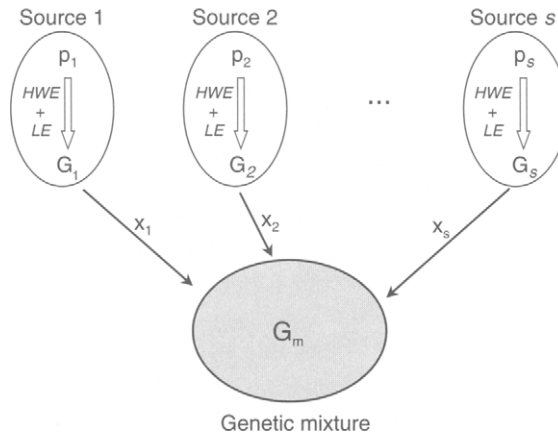 Source 1 Source 2 Source s
p1 p2 ... ps
HWE + LE HWE + LE HWE + LE
G1 G2 Gs
x1 x2 xs
Gm
Genetic mixture